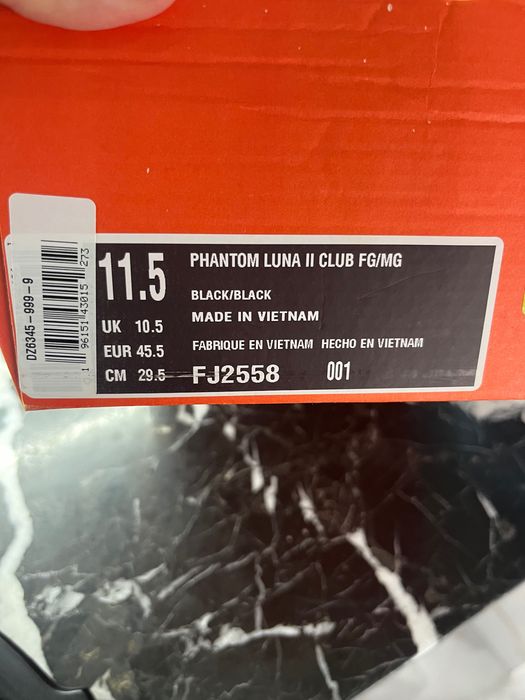 DZ6345-999-9
1 96151 43015 273
11.5
UK 10.5
EUR 45.5
CM 29.5
PHANTOM LUNA II CLUB FG/MG
BLACK/BLACK
MADE IN VIETNAM
FABRIQUE EN VIETNAM HECHO EN VIETNAM
FJ2558 001